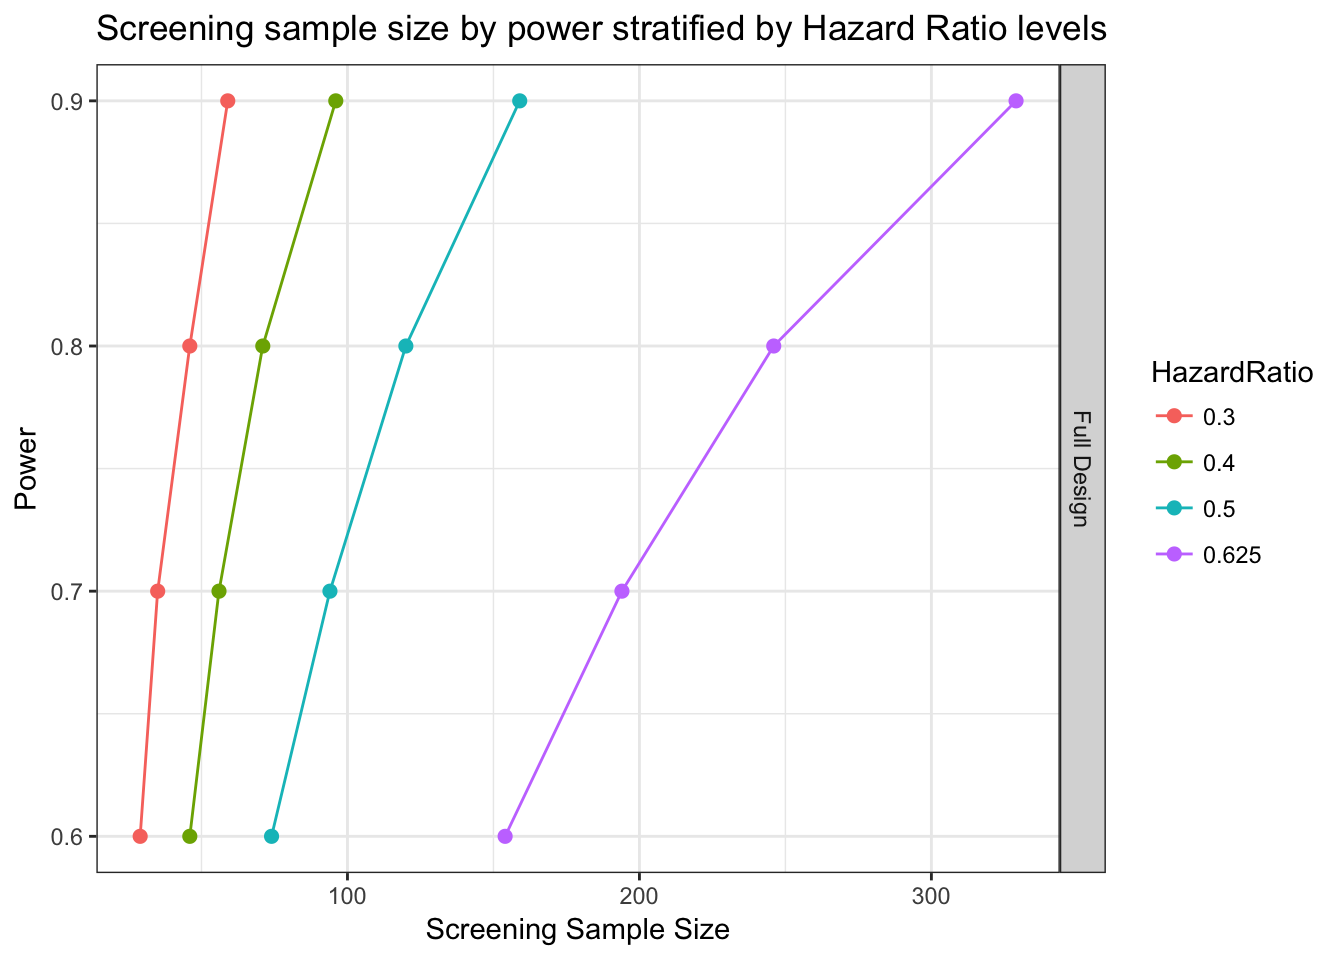 Screening sample size by power stratified by Hazard Ratio levels
0.9
0.8
0.7
0.6
Power
100 200 300
Screening Sample Size
Full Design
HazardRatio
0.3
0.4
0.5
0.625